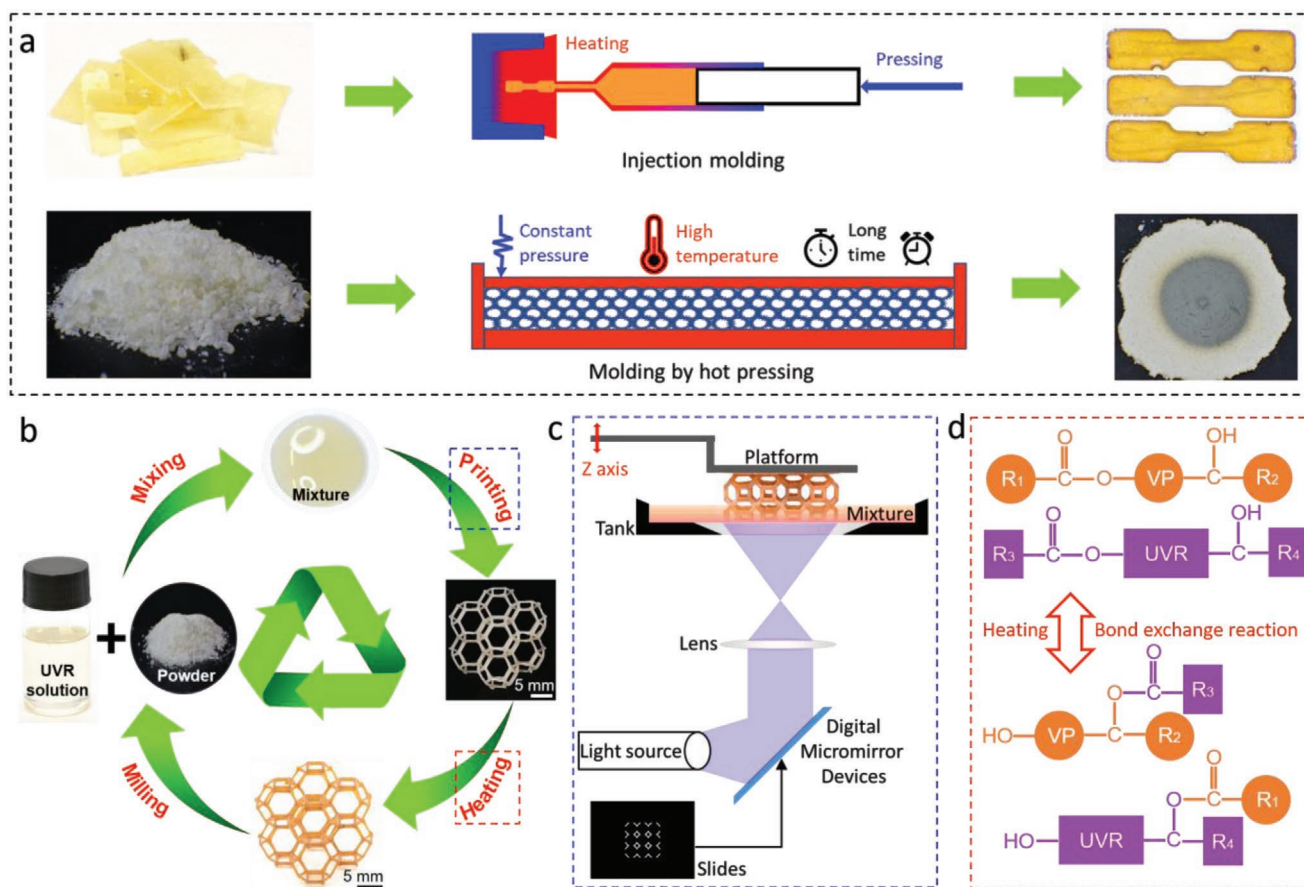 a
Heating
Pressing
Injection molding
Constant
pressure
High
temperature
Long
time
Molding by hot pressing
b
Mixing
Mixture
Printing
UVR
solution
+
Powder
5 mm
Milling
Heating
5 mm
c
Z axis
Platform
Mixture
Tank
Lens
Light source
Digital
Micromirror
Devices
Slides
d
O
OH
R1 C O VP C R2
O
OH
R3 C O UVR C R4
Heating
Bond exchange reaction
O
O C R3
HO VP C R2
O
O C R1
HO UVR C R4